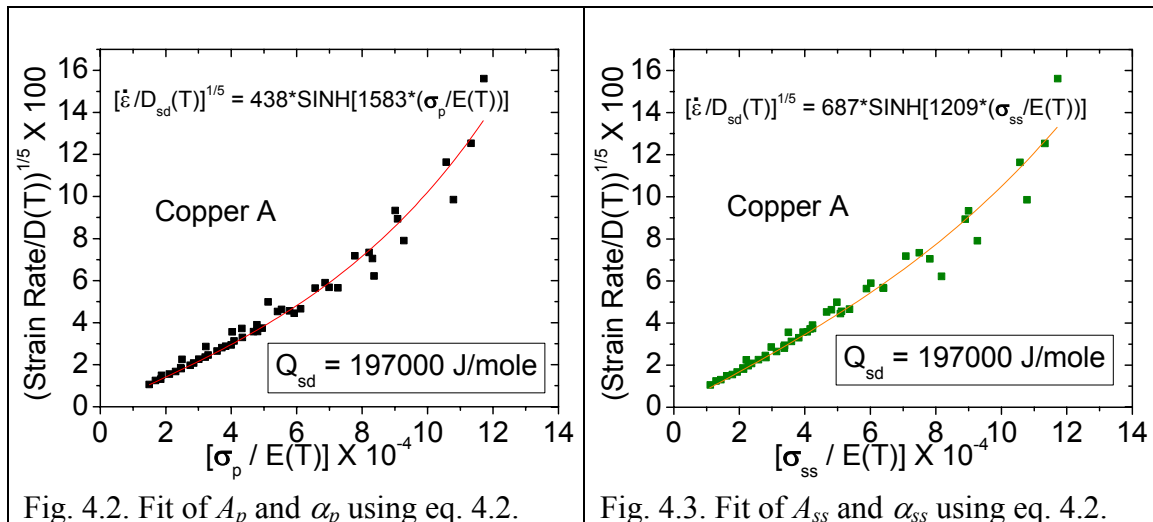 (Strain Rate/D(T))^1/5 X 100
16
14
12
10
8
6
4
2
0
[ε̇/D_sd(T)]^1/5 = 438*SINH[1583*(σ_p/E(T))]
Copper A
Q_sd = 197000 J/mole
0 2 4 6 8 10 12 14
[σ_p / E(T)] X 10^-4
Fig. 4.2. Fit of A_p and α_p using eq. 4.2.
(Strain Rate/D(T))^1/5 X 100
16
14
12
10
8
6
4
2
0
[ε̇/D_sd(T)]^1/5 = 687*SINH[1209*(σ_ss/E(T))]
Copper A
Q_sd = 197000 J/mole
0 2 4 6 8 10 12 14
[σ_ss / E(T)] X 10^-4
Fig. 4.3. Fit of A_ss and α_ss using eq. 4.2.